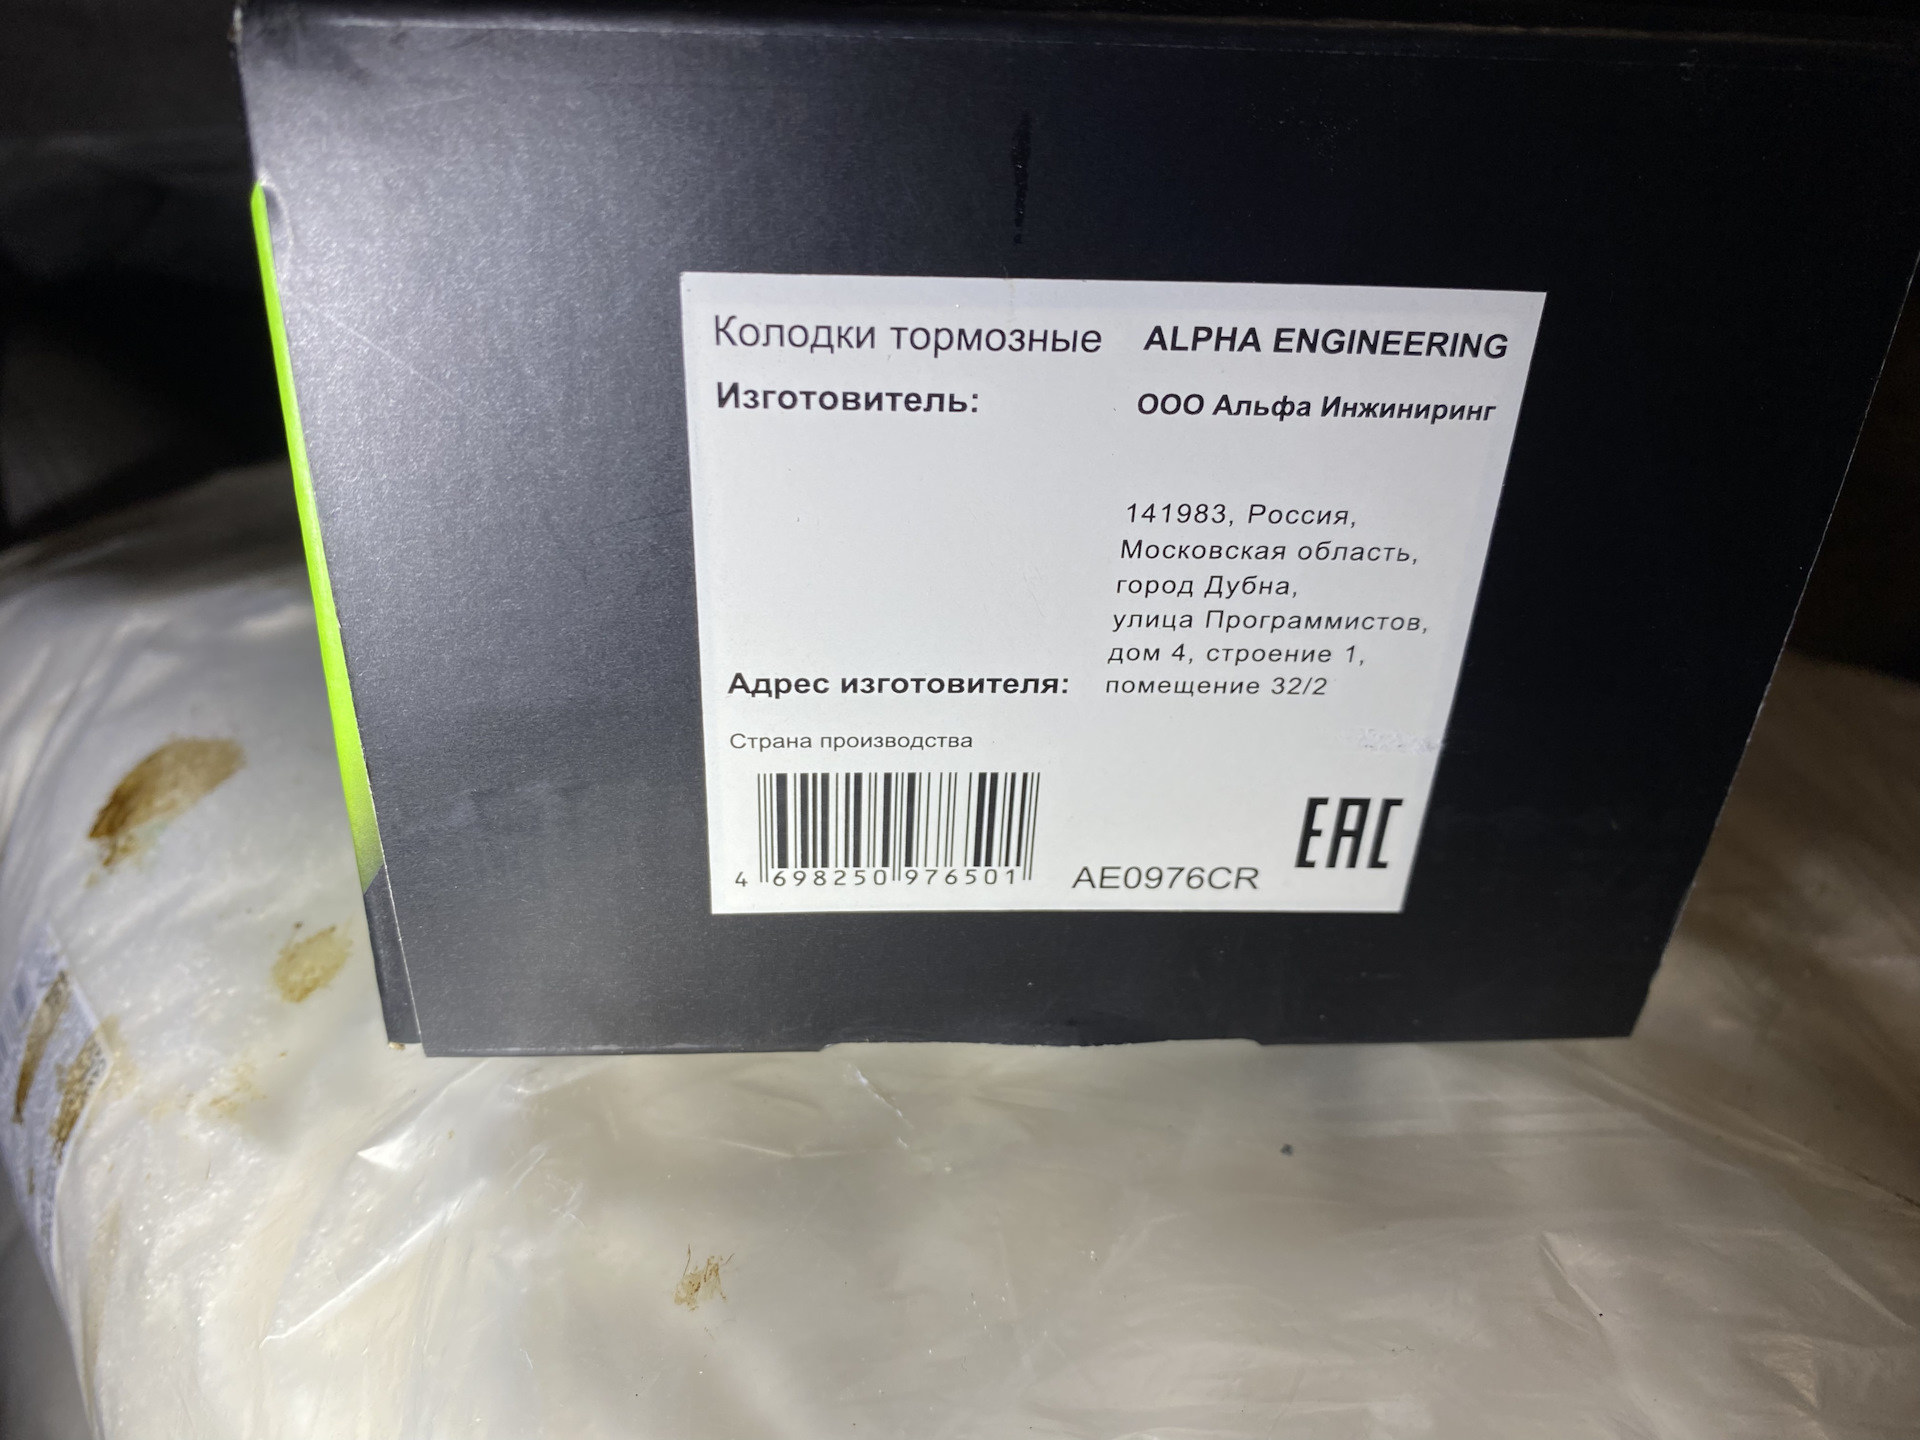 Колодки тормозные ALPHA ENGINEERING
Изготовитель: ООО Альфа Инжиниринг
141983, Россия,
Московская область,
город Дубна,
улица Программистов,
дом 4, строение 1,
Адрес изготовителя: помещение 32/2
Страна производства
4 698250 976501 AE0976CR EAC